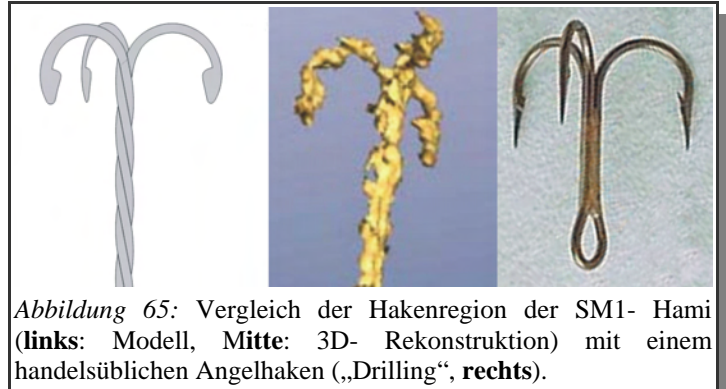 Abbildung 65: Vergleich der Hakenregion der SM1- Hami
(links: Modell, Mitte: 3D- Rekonstruktion) mit einem
handelsüblichen Angelhaken („Drilling“, rechts).